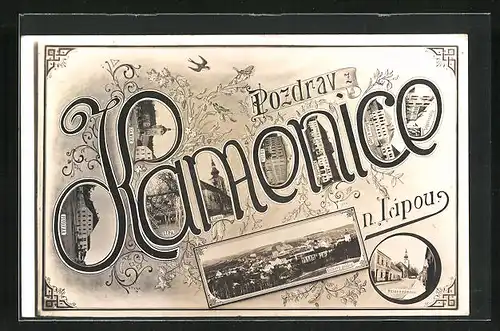 Pozdrav z
Kamenice
n Lipou